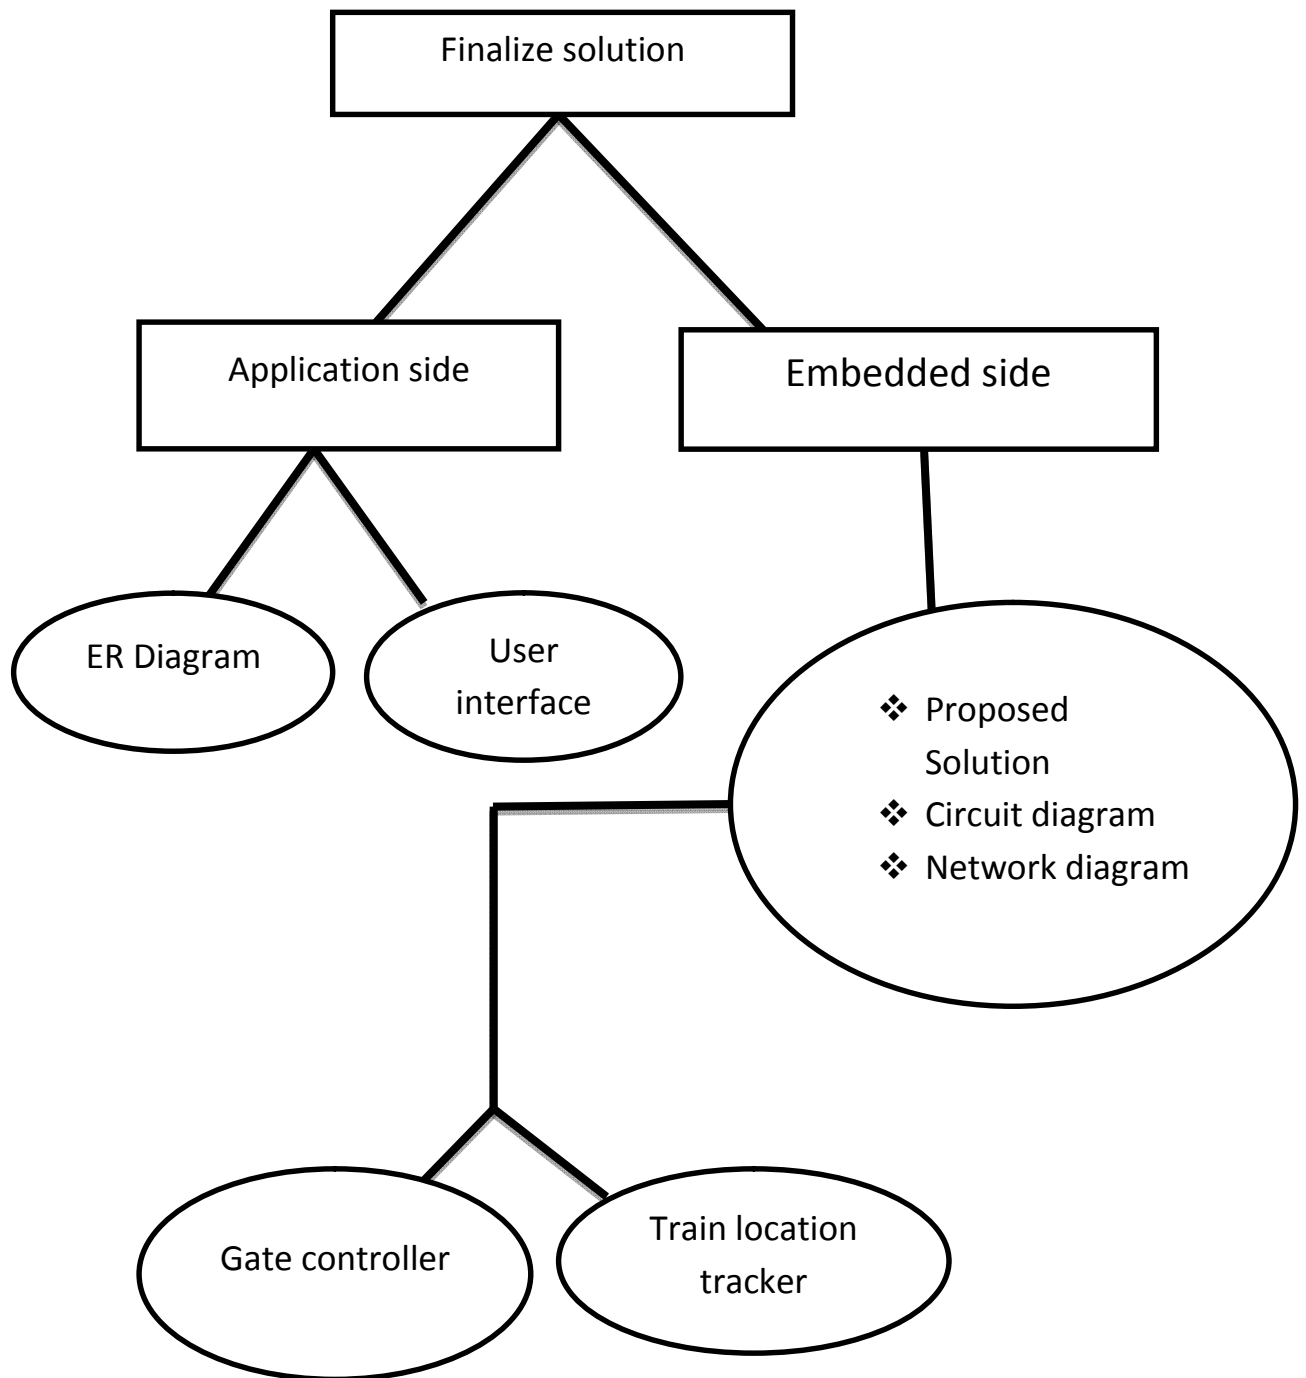 Finalize solution
Application side
Embedded side
ER Diagram
User
interface
❖ Proposed
Solution
❖ Circuit diagram
❖ Network diagram
Gate controller
Train location
tracker